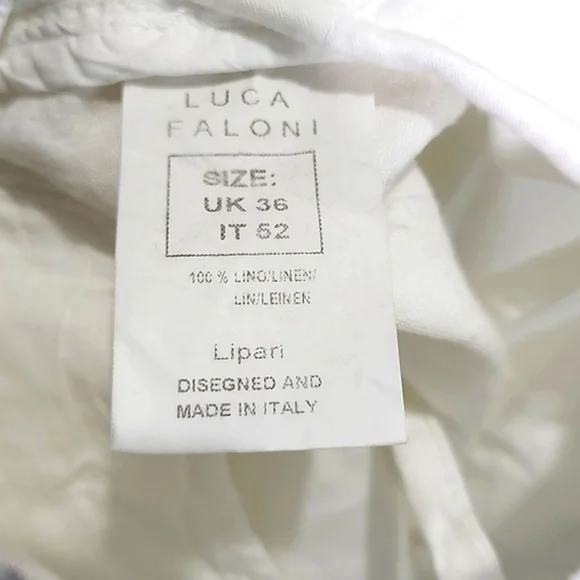 LUCA
FALONI
SIZE:
UK 36
IT 52
100 % LINO/LINEN/
LIN/LEINEN
Lipari
DISEGNED AND
MADE IN ITALY